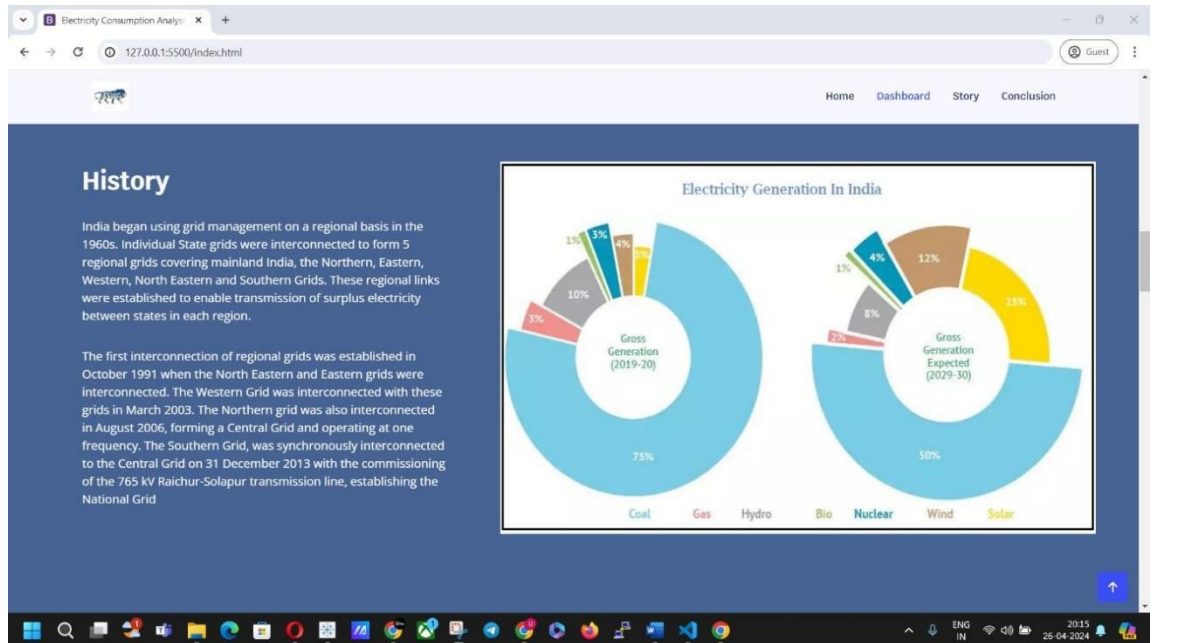 Electricity Consumption Analys
127.0.0.1:5500/index.html
Guest
Home Dashboard Story Conclusion
History
India began using grid management on a regional basis in the
1960s. Individual State grids were interconnected to form 5
regional grids covering mainland India, the Northern, Eastern,
Western, North Eastern and Southern Grids. These regional links
were established to enable transmission of surplus electricity
between states in each region.
The first interconnection of regional grids was established in
October 1991 when the North Eastern and Eastern grids were
interconnected. The Western Grid was interconnected with these
grids in March 2003. The Northern grid was also interconnected
in August 2006, forming a Central Grid and operating at one
frequency. The Southern Grid, was synchronously interconnected
to the Central Grid on 31 December 2013 with the commissioning
of the 765 kV Raichur-Solapur transmission line, establishing the
National Grid
Electricity Generation In India
1%
3%
4%
10%
3%
Gross
Generation
(2019-20)
75%
1%
4%
12%
23%
8%
2%
Gross
Generation
Expected
(2029-30)
50%
Coal Gas Hydro Bio Nuclear Wind Solar
ENG
IN
20:15
26-04-2024